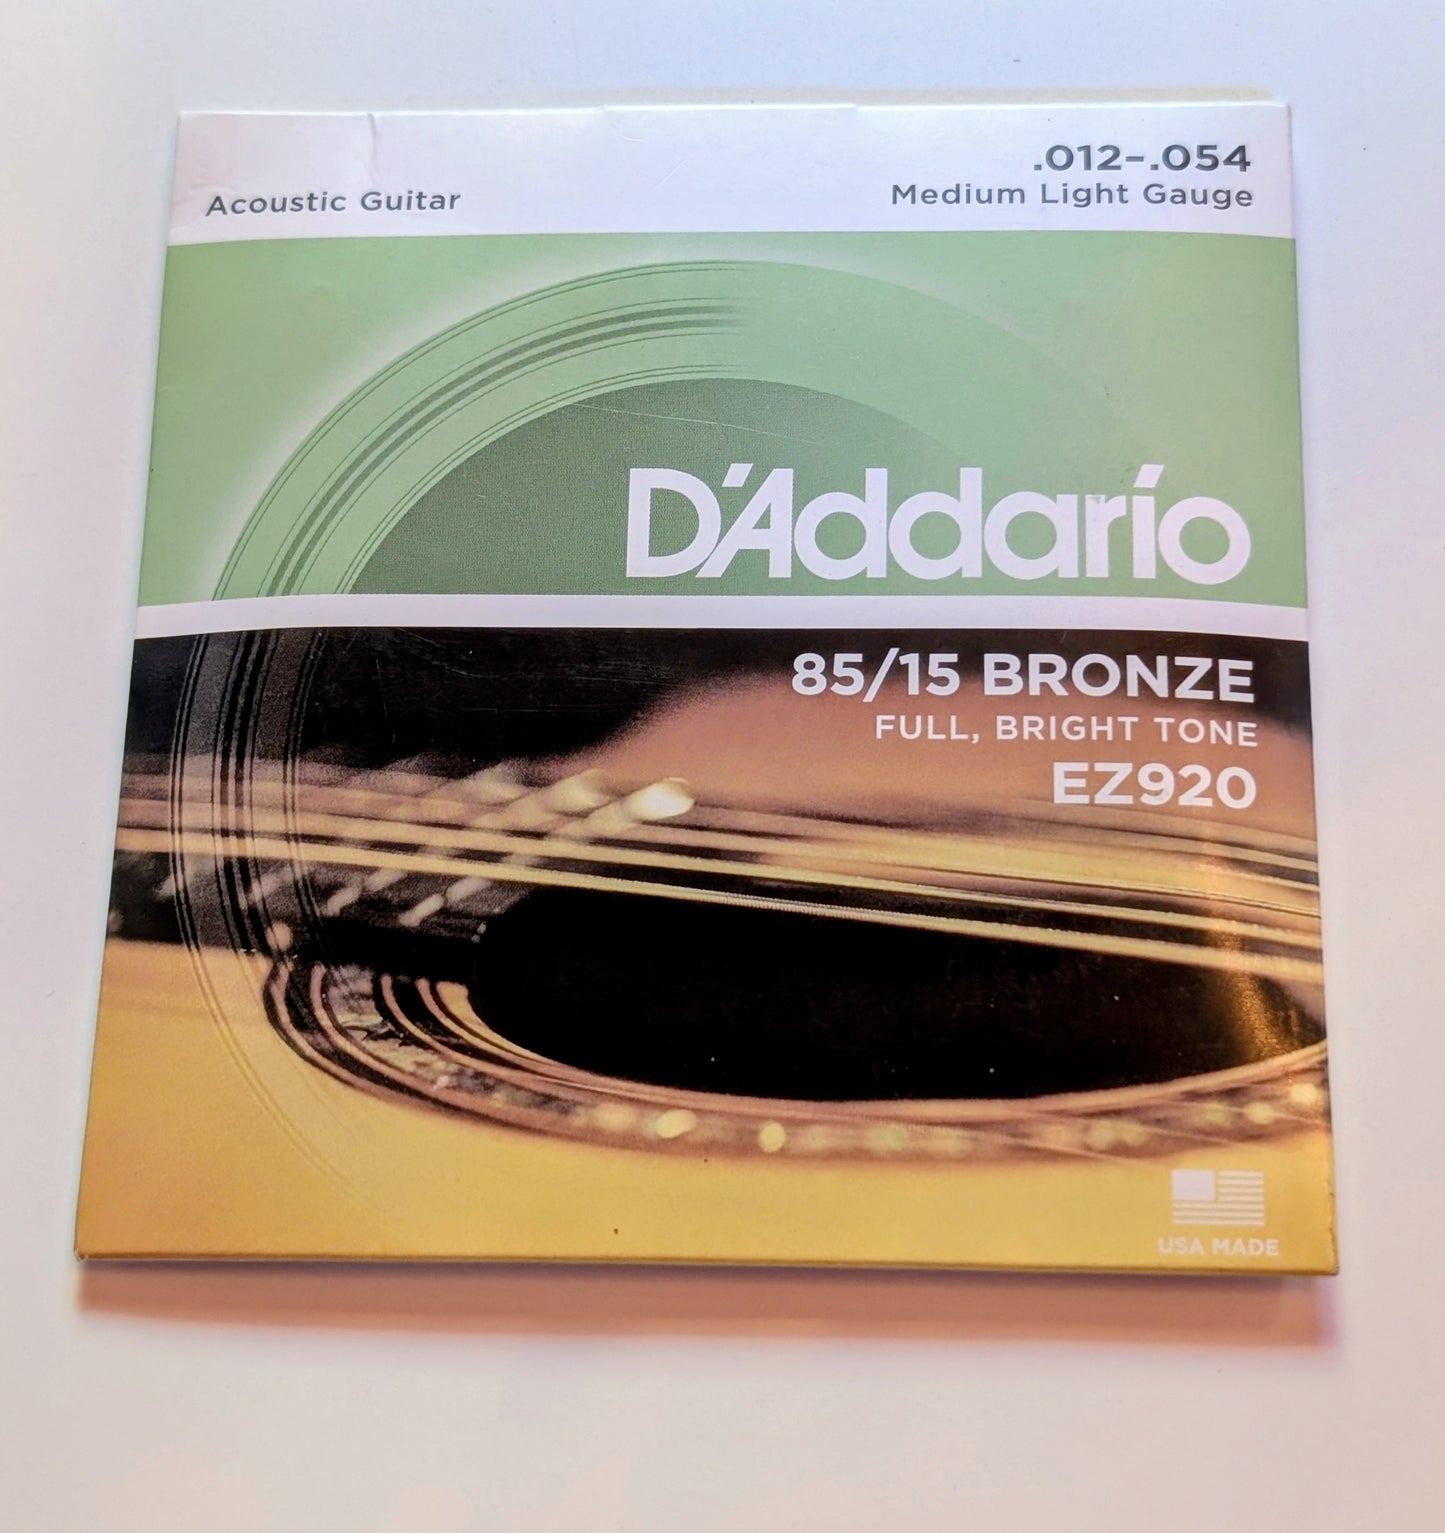 .012-.054
Acoustic Guitar
Medium Light Gauge
D'Addarío
85/15 BRONZE
FULL, BRIGHT TONE
EZ920
USA MADE